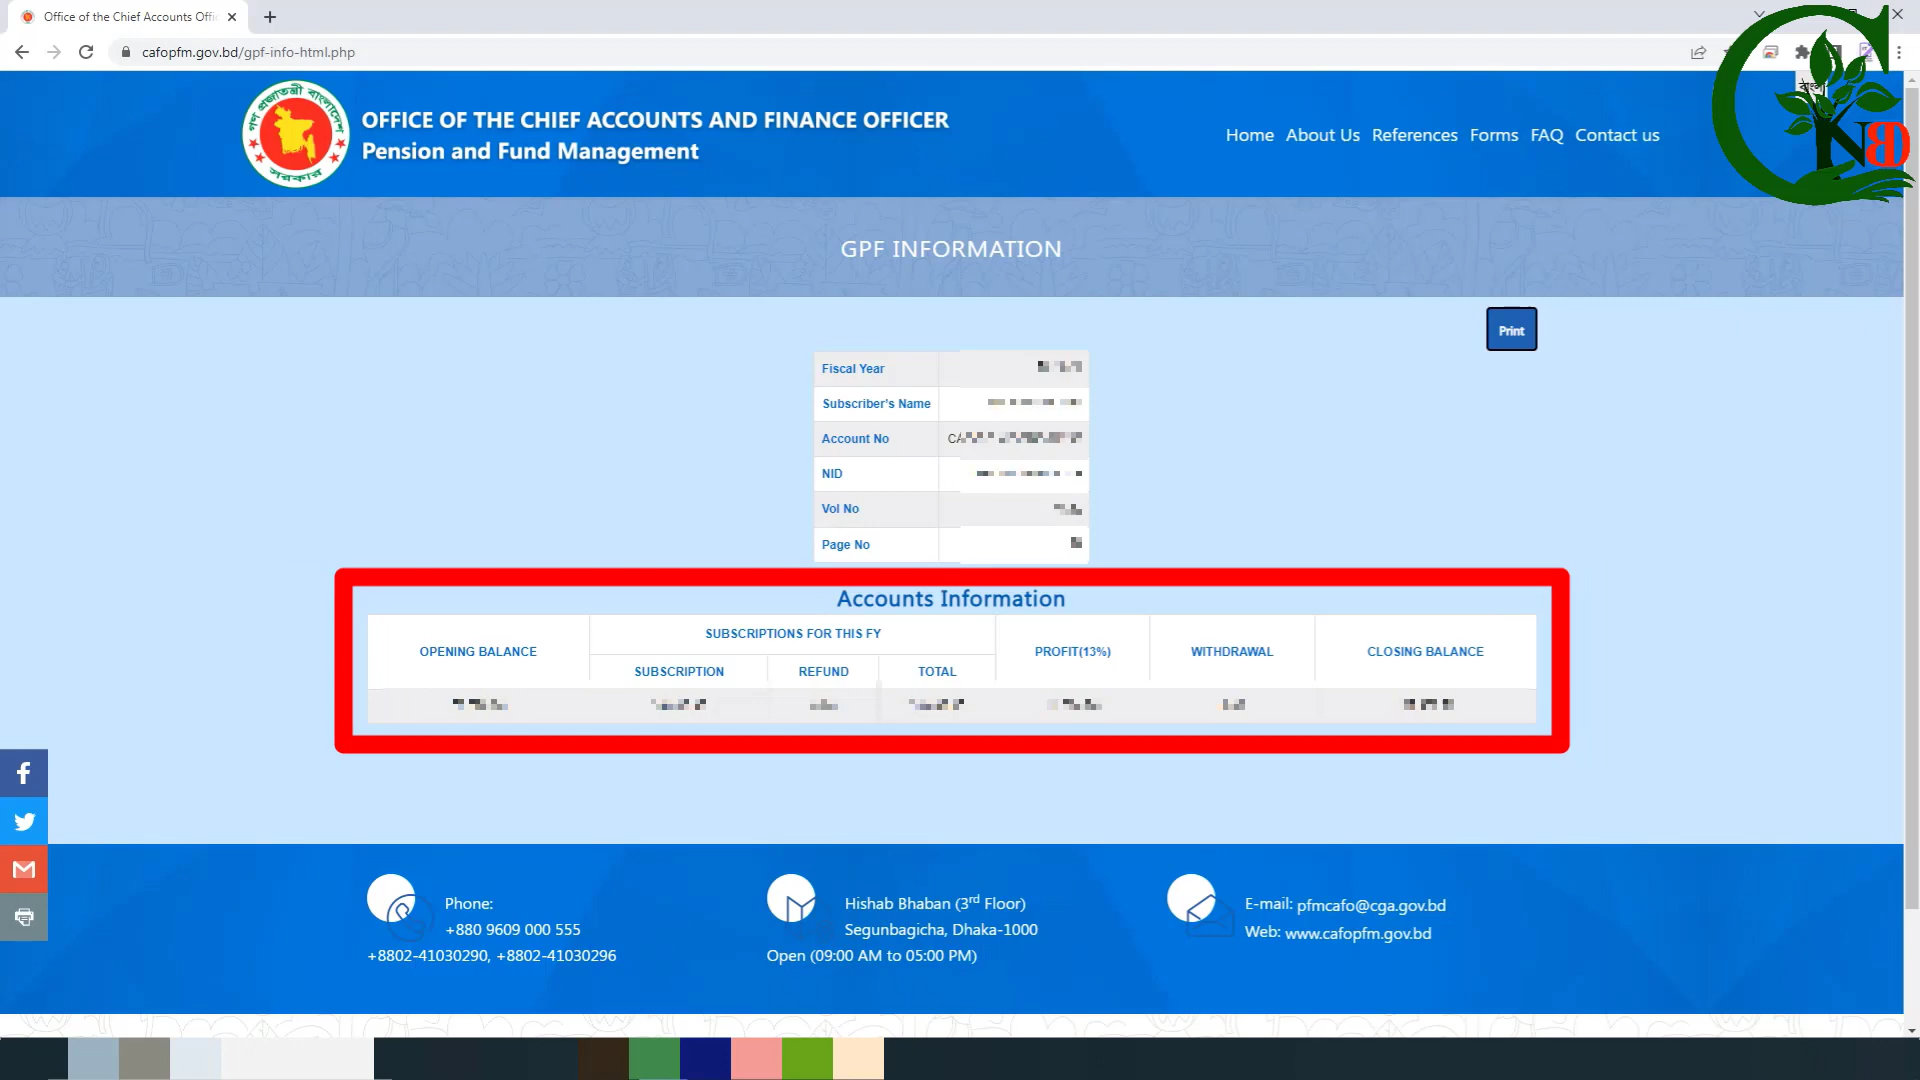 Office of the Chief Accounts Offi
cafopfm.gov.bd/gpf-info-html.php
গণপ্রজাতন্ত্রী বাংলাদেশ
সরকার
OFFICE OF THE CHIEF ACCOUNTS AND FINANCE OFFICER
Pension and Fund Management
Home About Us References Forms FAQ Contact us
বাংলা
NBD
GPF INFORMATION
Print
Fiscal Year
Subscriber's Name
Account No
NID
Vol No
Page No
Accounts Information
OPENING BALANCE
SUBSCRIPTIONS FOR THIS FY
SUBSCRIPTION REFUND TOTAL
PROFIT(13%)
WITHDRAWAL
CLOSING BALANCE
Phone:
+880 9609 000 555
+8802-41030290, +8802-41030296
Hishab Bhaban (3rd Floor)
Segunbagicha, Dhaka-1000
Open (09:00 AM to 05:00 PM)
E-mail: pfmcafo@cga.gov.bd
Web: www.cafopfm.gov.bd